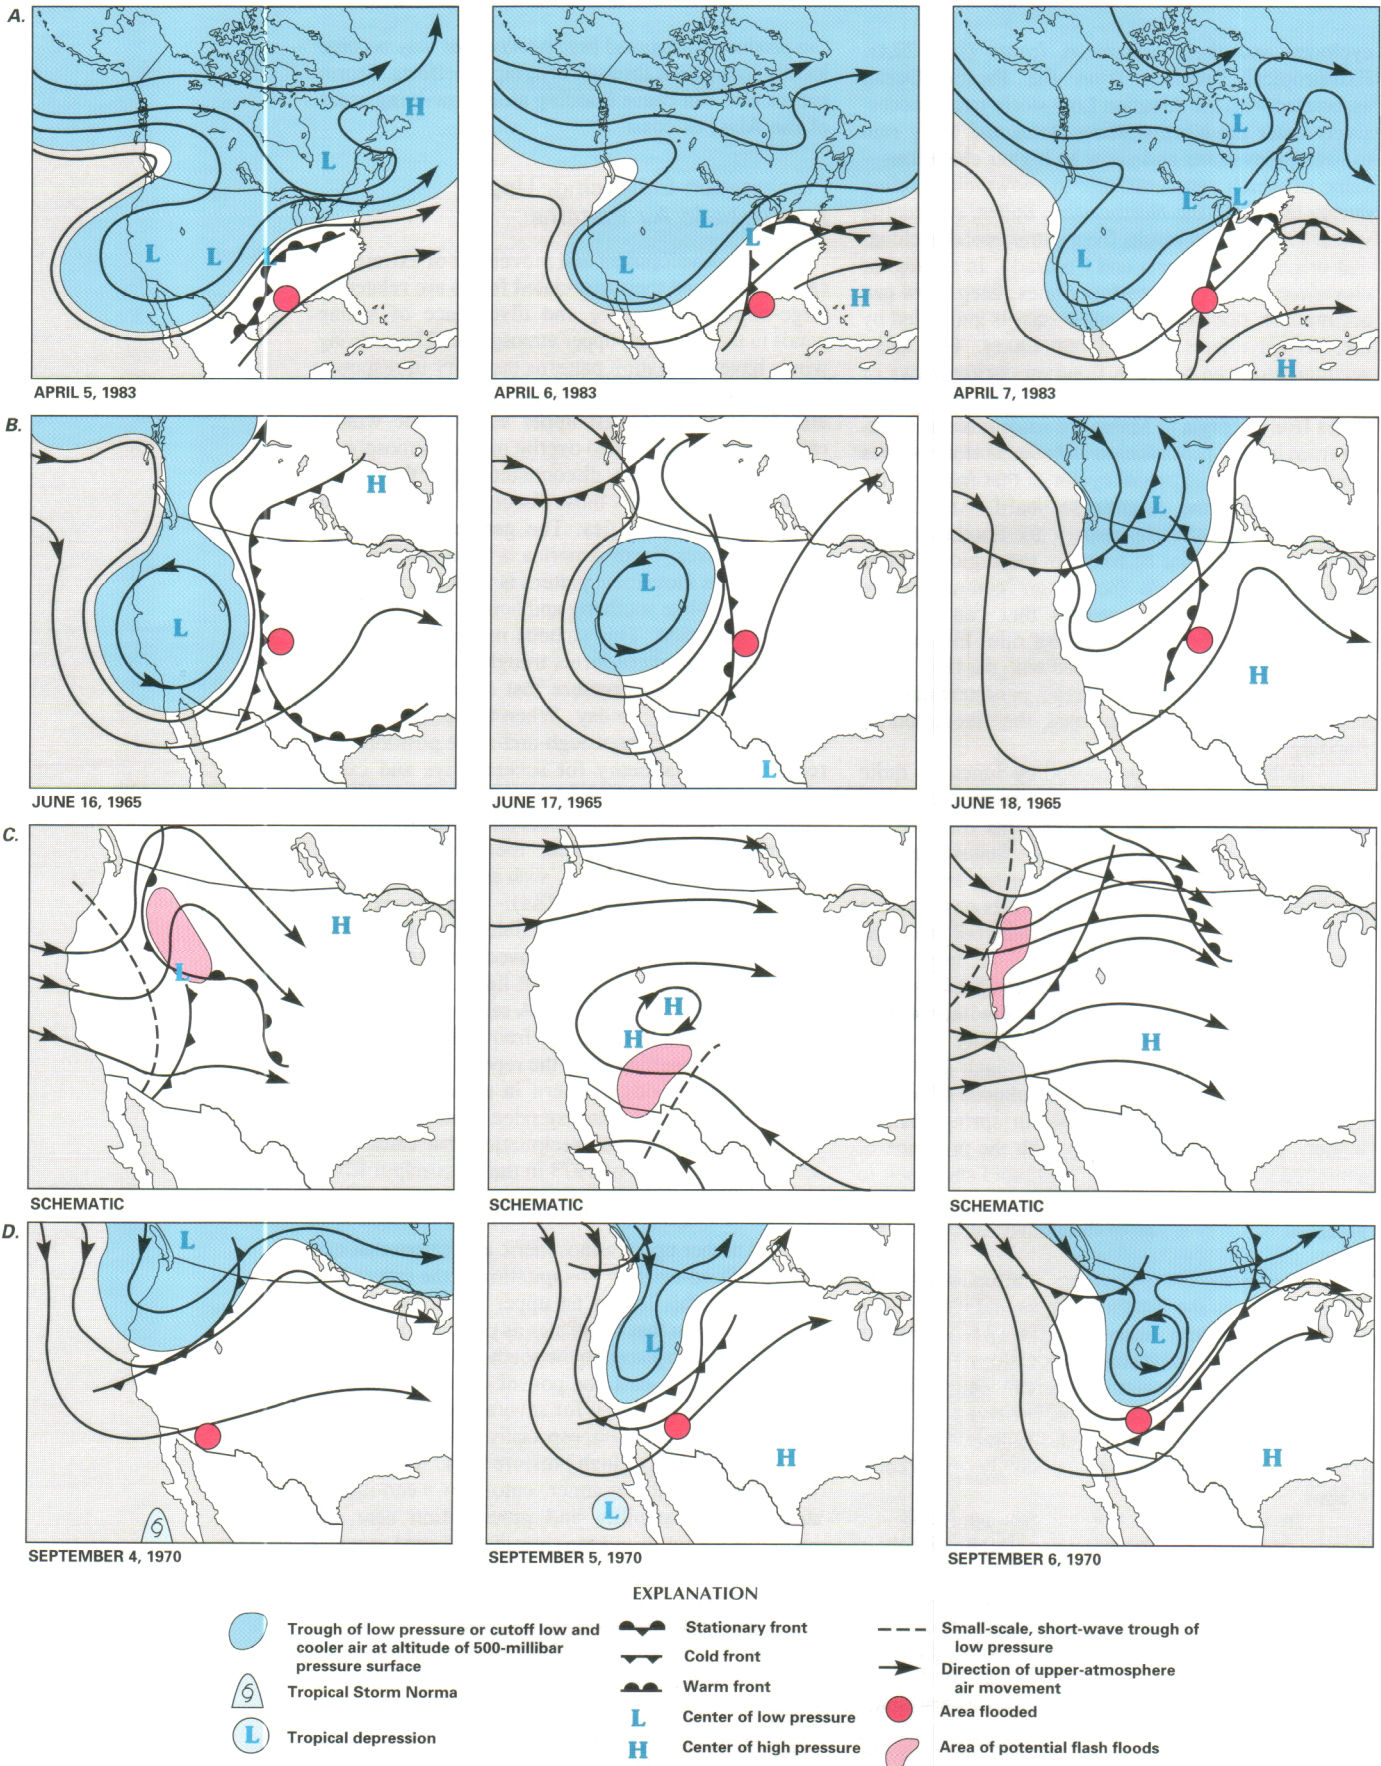 A.
H
L
L
L
L
APRIL 5, 1983
L
L
L
H
APRIL 6, 1983
L
L
L
L
H
APRIL 7, 1983
B.
H
L
JUNE 16, 1965
L
L
JUNE 17, 1965
L
H
JUNE 18, 1965
C.
H
L
SCHEMATIC
H
H
SCHEMATIC
H
SCHEMATIC
D.
L
SEPTEMBER 4, 1970
L
H
L
SEPTEMBER 5, 1970
L
H
SEPTEMBER 6, 1970
EXPLANATION
Trough of low pressure or cutoff low and
cooler air at altitude of 500-millibar
pressure surface
Tropical Storm Norma
L
Tropical depression
Stationary front
Cold front
Warm front
L
Center of low pressure
H
Center of high pressure
Small-scale, short-wave trough of
low pressure
Direction of upper-atmosphere
air movement
Area flooded
Area of potential flash floods